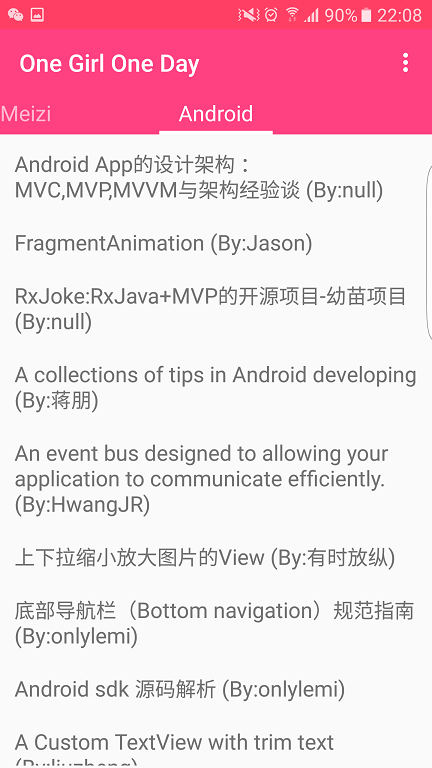 90% 22:08
One Girl One Day
Meizi Android
Android App的设计架构：
MVC,MVP,MVVM与架构经验谈 (By:null)
FragmentAnimation (By:Jason)
RxJoke:RxJava+MVP的开源项目-幼苗项目
(By:null)
A collections of tips in Android developing
(By:蒋朋)
An event bus designed to allowing your
application to communicate efficiently.
(By:HwangJR)
上下拉缩小放大图片的View (By:有时放纵)
底部导航栏（Bottom navigation）规范指南
(By:onlylemi)
Android sdk 源码解析 (By:onlylemi)
A Custom TextView with trim text